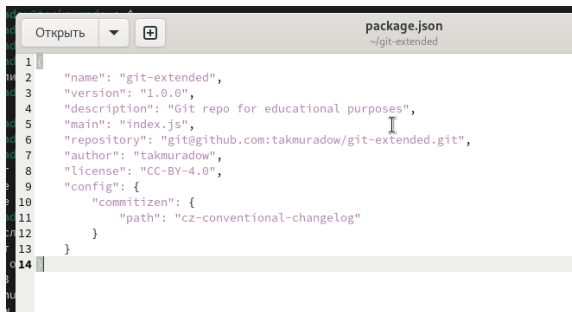 Открыть
package.json
~/git-extended
1 {
2 "name": "git-extended",
3 "version": "1.0.0",
4 "description": "Git repo for educational purposes",
5 "main": "index.js",
6 "repository": "git@github.com:takmuradow/git-extended.git",
7 "author": "takmuradow",
8 "license": "CC-BY-4.0",
9 "config": {
10 "commitizen": {
11 "path": "cz-conventional-changelog"
12 }
13 }
14 }